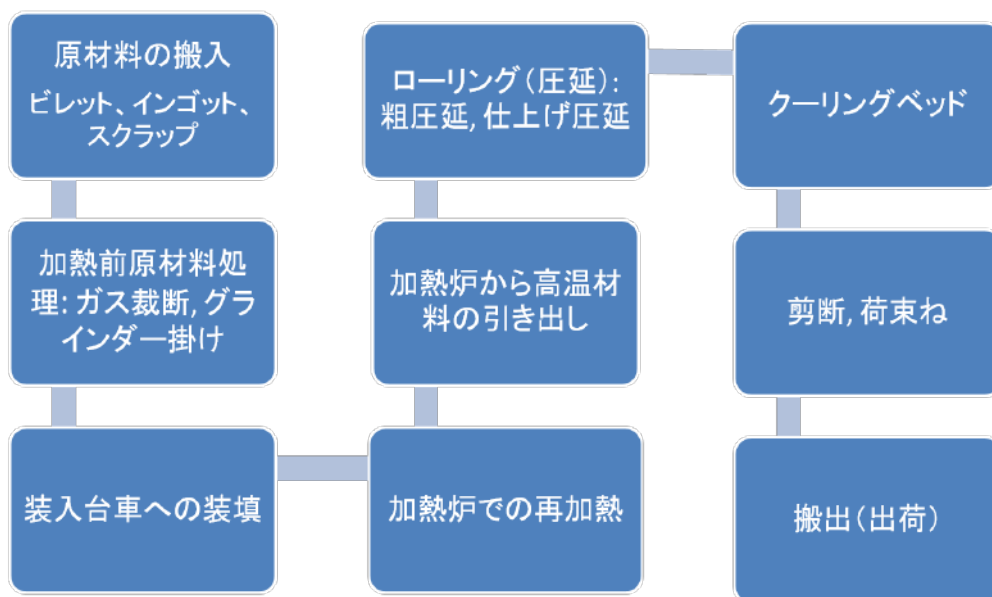 原材料の搬入
ビレット、インゴット、
スクラップ
加熱前原材料処
理: ガス裁断, グラ
インダー掛け
装入台車への装填
加熱炉での再加熱
加熱炉から高温材
料の引き出し
ローリング(圧延):
粗圧延, 仕上げ圧延
クーリングベッド
剪断, 荷束ね
搬出(出荷)